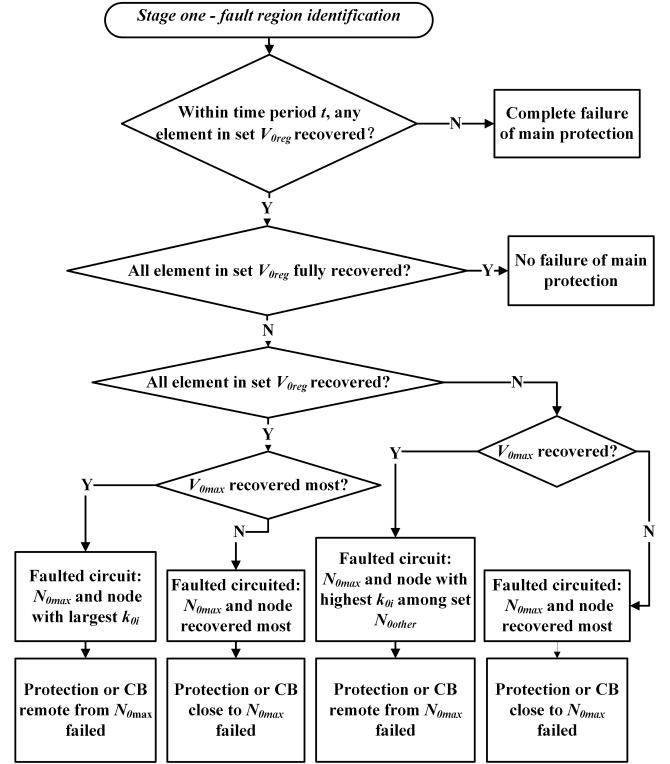 Stage one - fault region identification
Within time period t, any
element in set V0reg recovered?
N
Complete failure
of main protection
Y
All element in set V0reg fully recovered?
Y
No failure of main
protection
N
All element in set V0reg recovered?
N
Y
V0max recovered most?
Y
N
V0max recovered?
Y
N
Faulted circuit:
N0max and node
with largest k0i
Faulted circuited:
N0max and node
recovered most
Faulted circuit:
N0max and node with
highest k0i among set
N0other
Faulted circuited:
N0max and node
recovered most
Protection or CB
remote from N0max
failed
Protection or CB
close to N0max
failed
Protection or CB
remote from N0max
failed
Protection or CB
close to N0max
failed